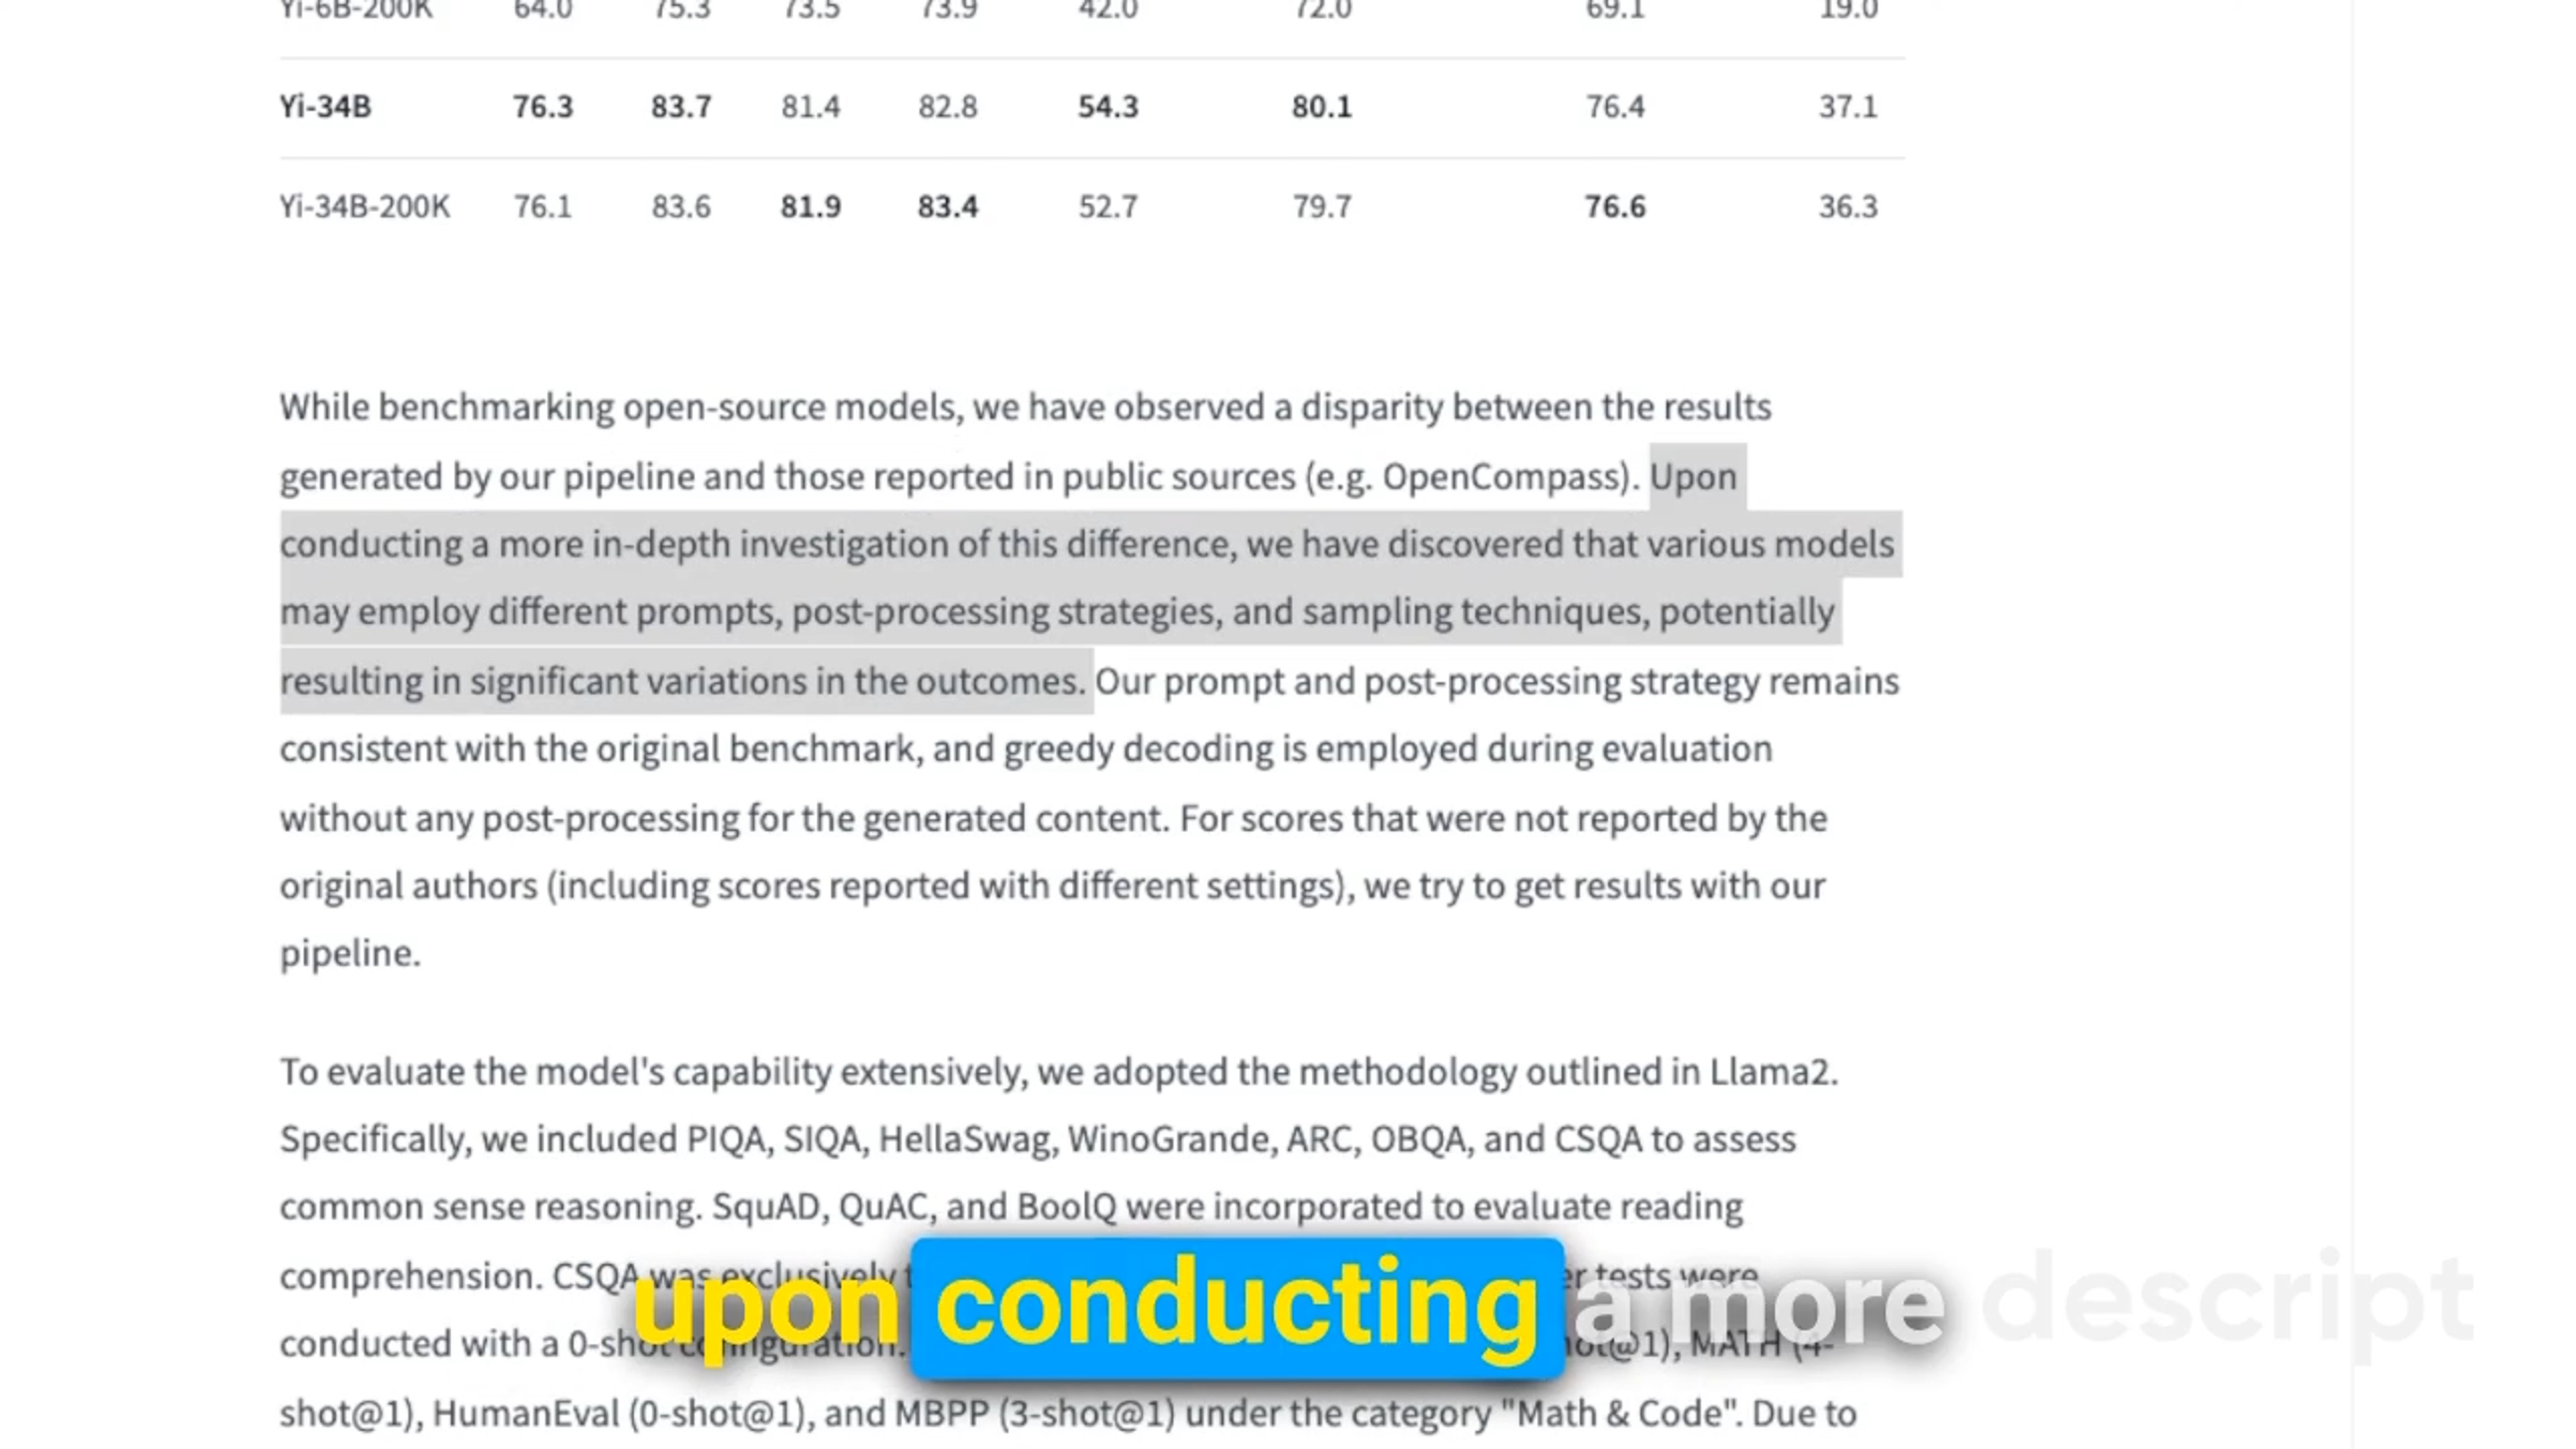 Yi-6B-200K 64.0 75.3 73.5 73.9 42.0 72.0 69.1 19.0
Yi-34B 76.3 83.7 81.4 82.8 54.3 80.1 76.4 37.1
Yi-34B-200K 76.1 83.6 81.9 83.4 52.7 79.7 76.6 36.3
While benchmarking open-source models, we have observed a disparity between the results
generated by our pipeline and those reported in public sources (e.g. OpenCompass). Upon
conducting a more in-depth investigation of this difference, we have discovered that various models
may employ different prompts, post-processing strategies, and sampling techniques, potentially
resulting in significant variations in the outcomes. Our prompt and post-processing strategy remains
consistent with the original benchmark, and greedy decoding is employed during evaluation
without any post-processing for the generated content. For scores that were not reported by the
original authors (including scores reported with different settings), we try to get results with our
pipeline.
To evaluate the model's capability extensively, we adopted the methodology outlined in Llama2.
Specifically, we included PIQA, SIQA, HellaSwag, WinoGrande, ARC, OBQA, and CSQA to assess
common sense reasoning. SquAD, QuAC, and BoolQ were incorporated to evaluate reading
comprehension. CSQA was exclusively tests were
upon conducting a more descript
conducted with a 0-shot configuration. MATH (4-
shot@1), HumanEval (0-shot@1), and MBPP (3-shot@1) under the category "Math & Code". Due to